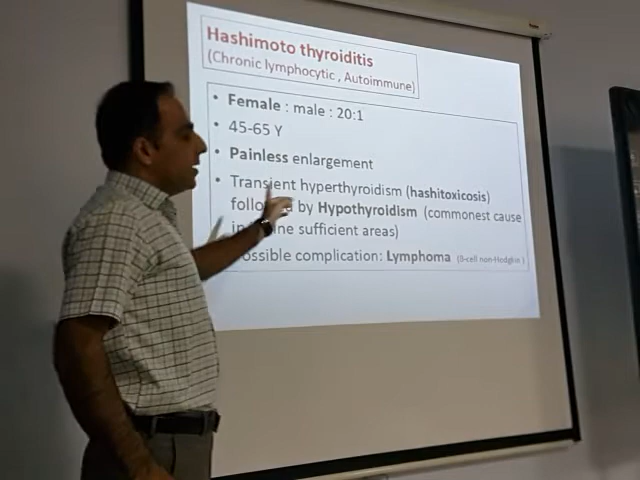 Hashimoto thyroiditis
(Chronic lymphocytic , Autoimmune)
• Female : male : 20:1
• 45-65 Y
• Painless enlargement
• Transient hyperthyroidism (hashitoxicosis)
by Hypothyroidism (commonest cause
sufficient areas)
complication: Lymphoma (B-cell non-Hodgkin )